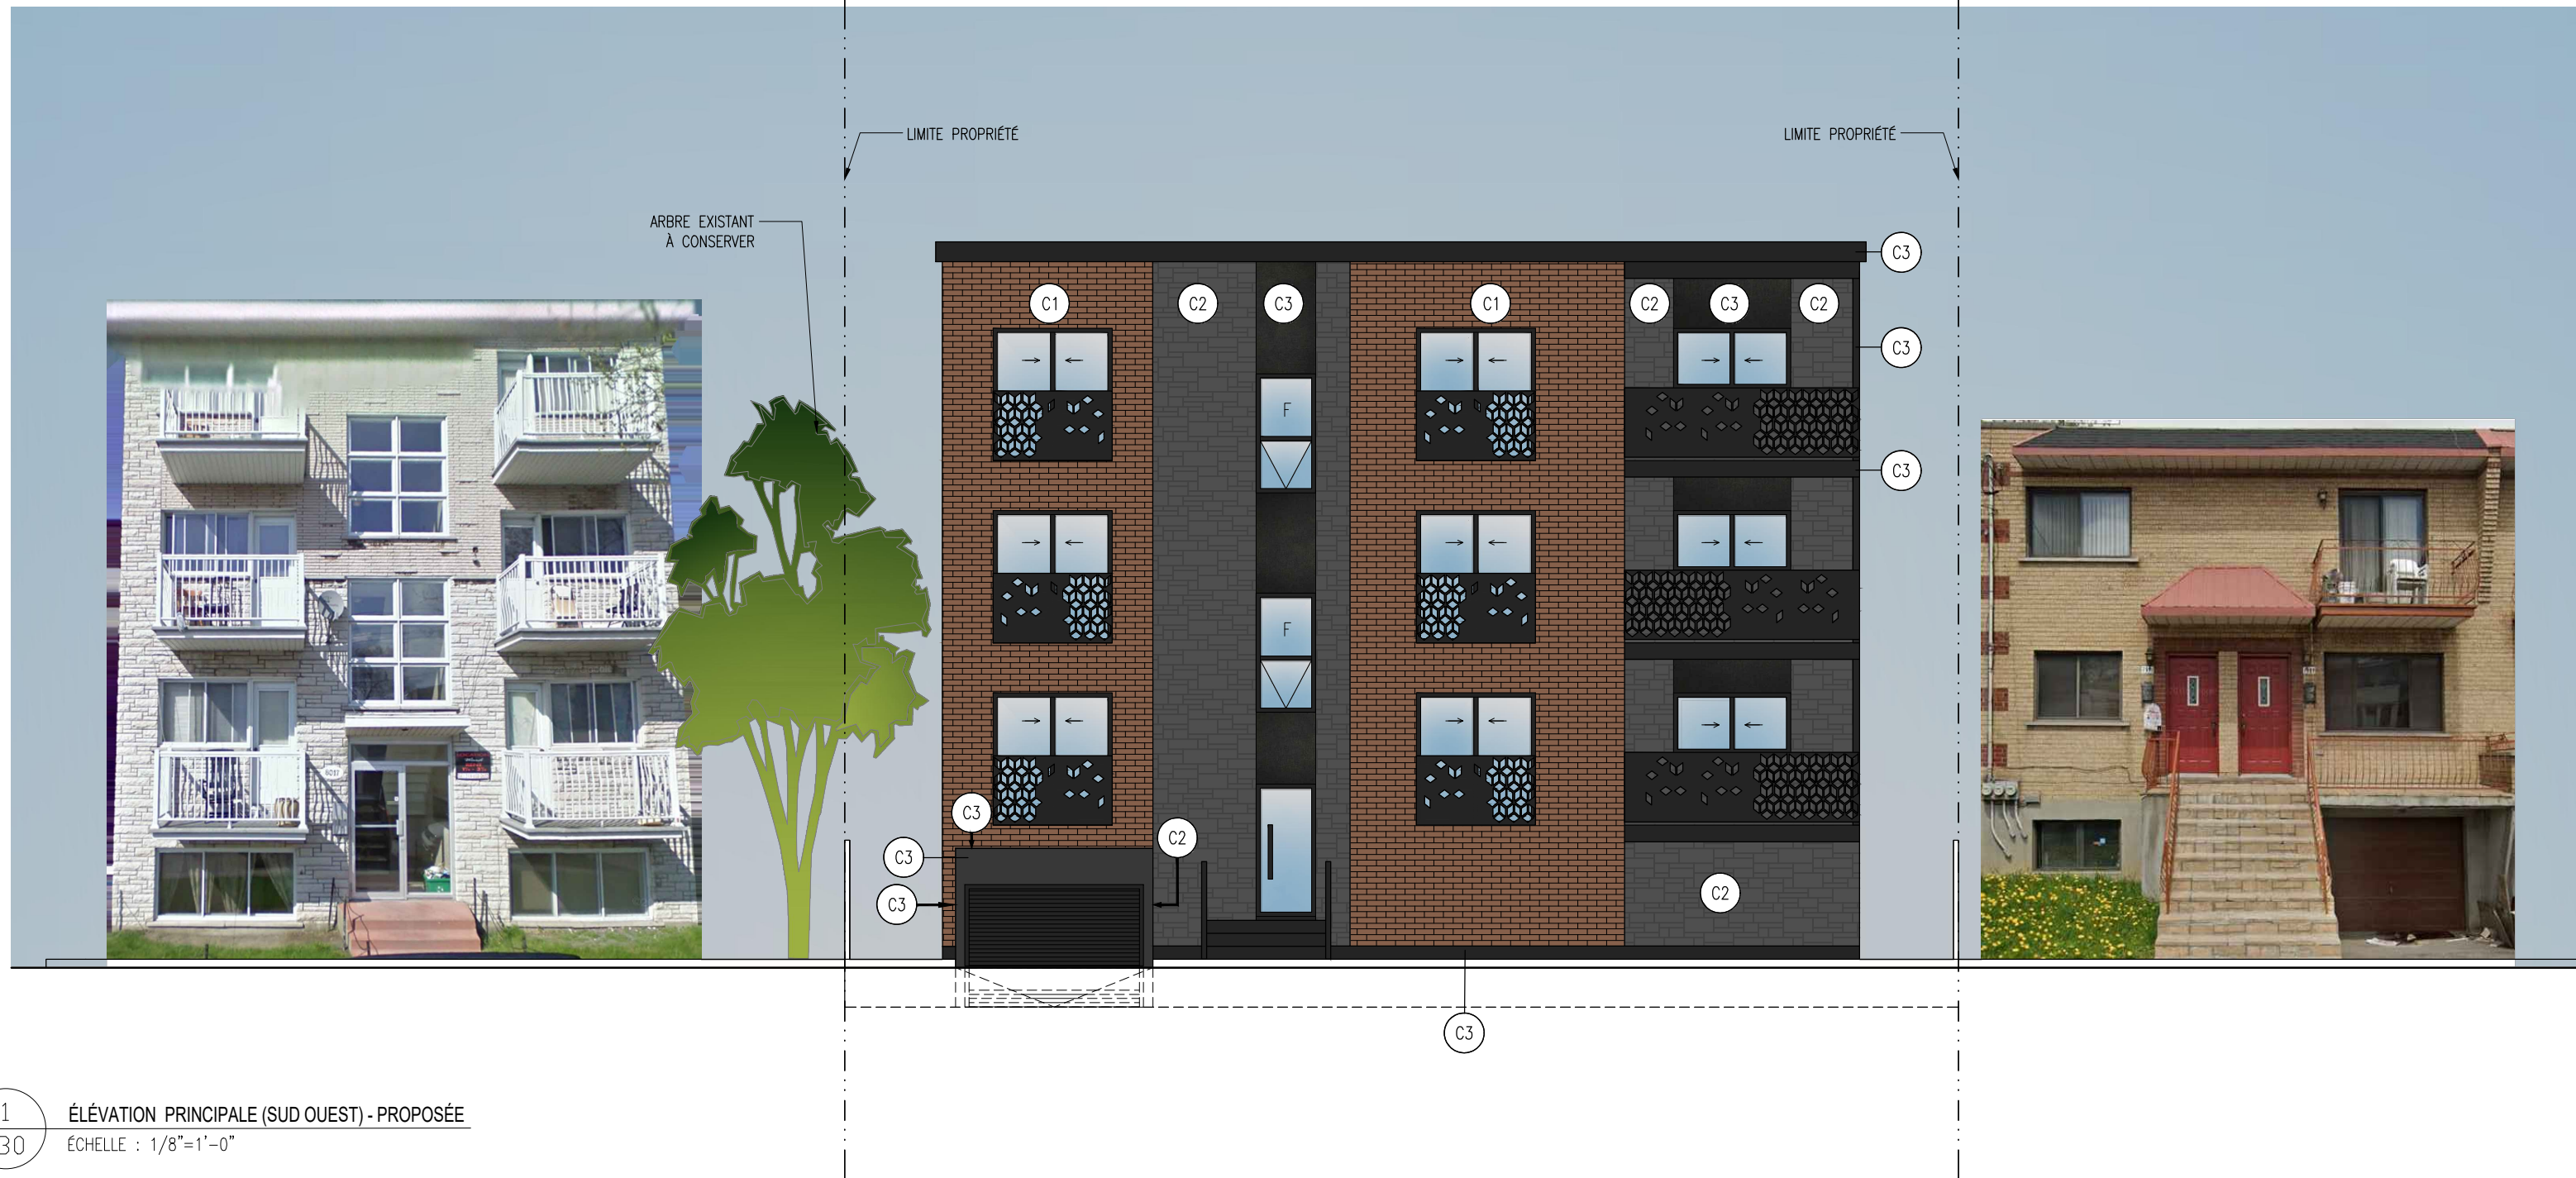 LIMITE PROPRIÉTÉ
LIMITE PROPRIÉTÉ
ARBRE EXISTANT
À CONSERVER
C3
C1
C2
C3
C1
C2
C3
C2
C3
F
C3
F
C3
C2
C3
C3
C2
C3
1
30
ÉLÉVATION PRINCIPALE (SUD OUEST) - PROPOSÉE
ÉCHELLE : 1/8"=1'-0"